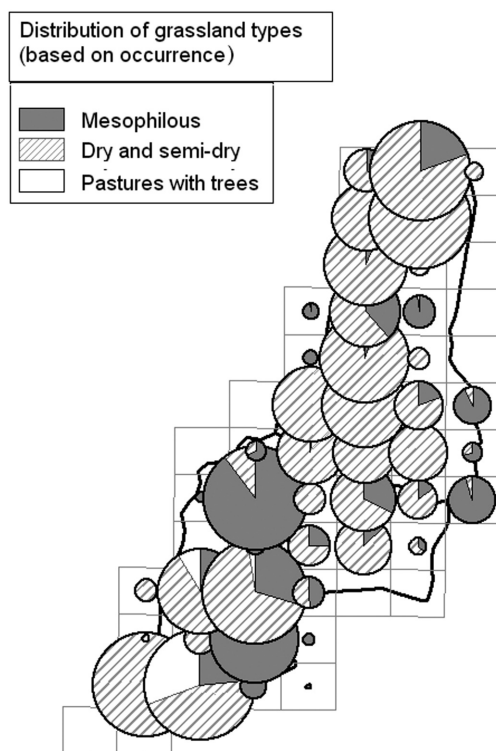 Distribution of grassland types
(based on occurrence)
Mesophilous
Dry and semi-dry
Pastures with trees